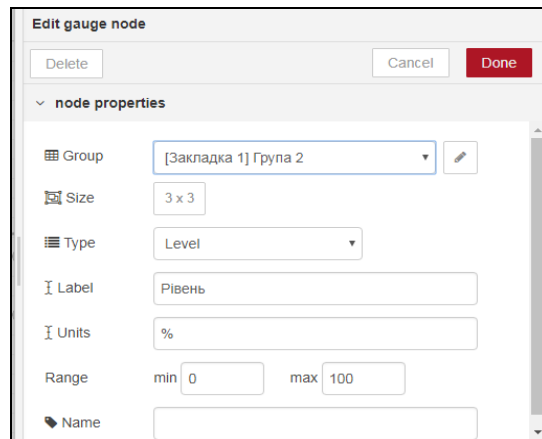 Edit gauge node
Delete Cancel Done
node properties
Group [Закладка 1] Група 2
Size 3 x 3
Type Level
Label Рівень
Units %
Range min 0 max 100
Name